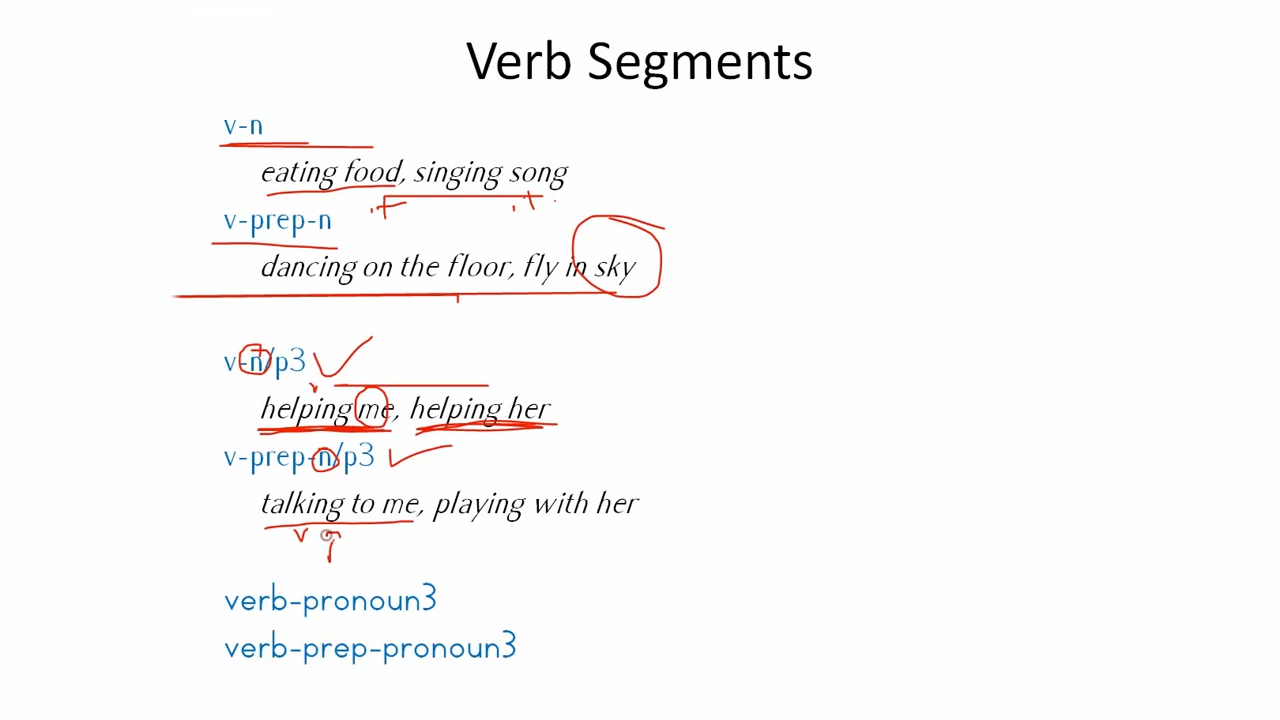 Verb Segments
v-n
eating food, singing song
v-prep-n
dancing on the floor, fly in sky
v-n/p3
helping me, helping her
v-prep-n/p3
talking to me, playing with her
v
verb-pronoun3
verb-prep-pronoun3